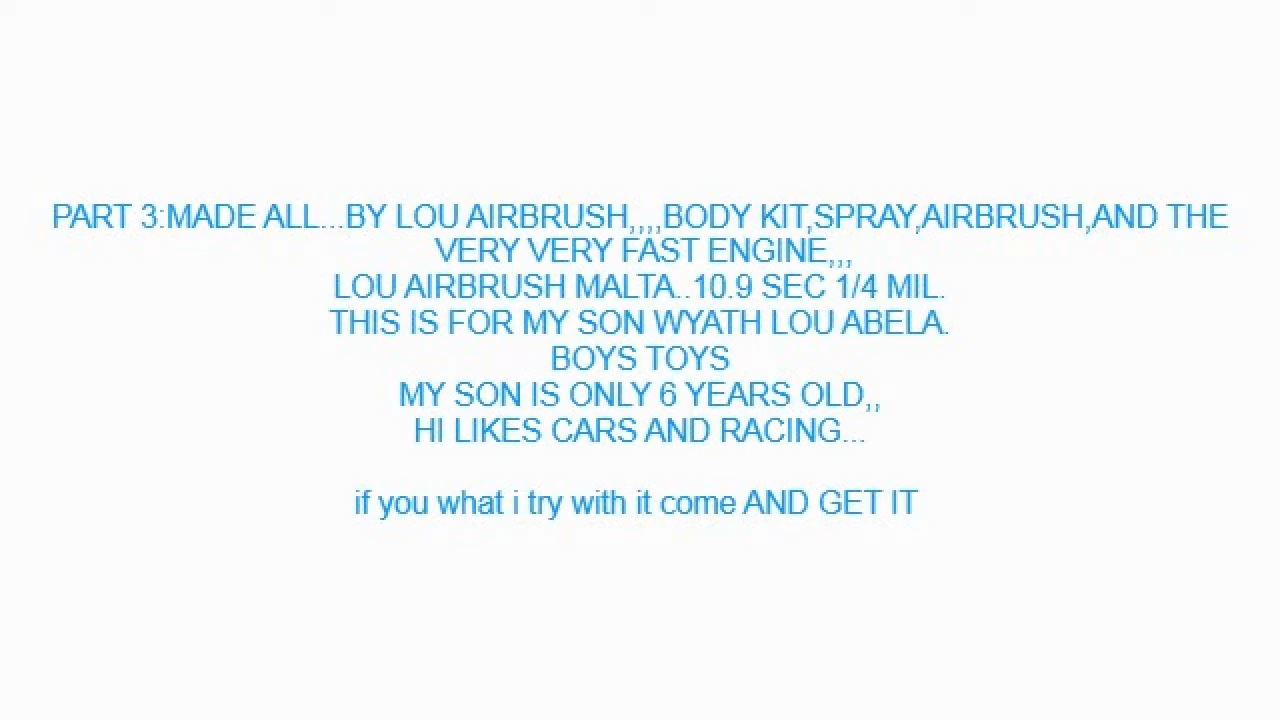 PART 3:MADE ALL...BY LOU AIRBRUSH,,,,BODY KIT,SPRAY,AIRBRUSH,AND THE
VERY VERY FAST ENGINE,,,
LOU AIRBRUSH MALTA..10.9 SEC 1/4 MIL.
THIS IS FOR MY SON WYATH LOU ABELA.
BOYS TOYS
MY SON IS ONLY 6 YEARS OLD,,
HI LIKES CARS AND RACING...
if you what i try with it come AND GET IT